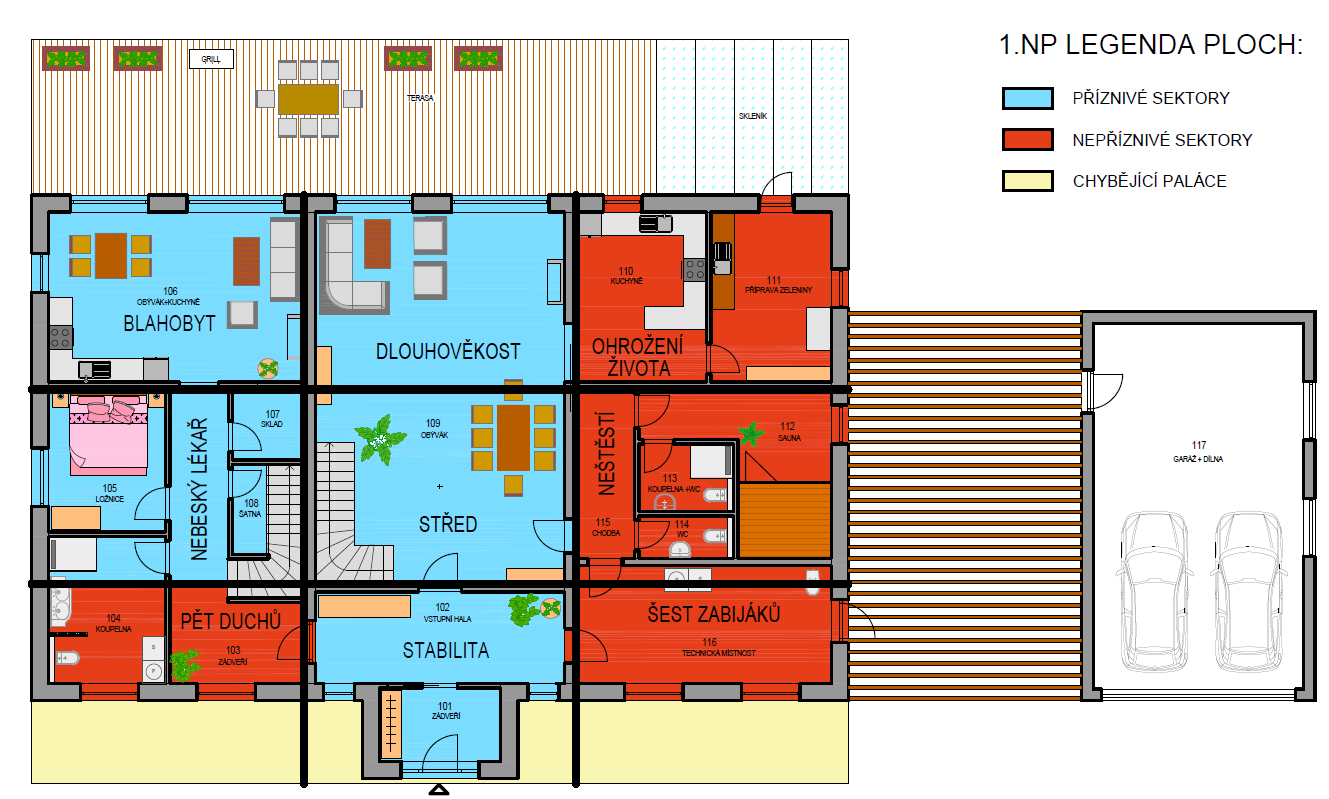 1.NP LEGENDA PLOCH:
PŘÍZNIVÉ SEKTORY
NEPŘÍZNIVÉ SEKTORY
CHYBĚJÍCÍ PALÁCE
GRILL
TERASA
SKLENÍK
106
OBÝVÁK+KUCHYNĚ
BLAHOBYT
DLOUHOVĚKOST
110
KUCHYNĚ
OHROŽENÍ
ŽIVOTA
111
PŘÍPRAVA ZELENINY
105
LOŽNICE
NEBESKÝ LÉKAŘ
107
SKLAD
108
ŠATNA
109
OBÝVÁK
STŘED
NEŠTĚSTÍ
115
CHODBA
112
SAUNA
113
KOUPELNA +WC
114
WC
117
GARÁŽ + DÍLNA
104
KOUPELNA
S
P
PĚT DUCHŮ
103
ZÁDVEŘÍ
102
VSTUPNÍ HALA
STABILITA
ŠEST ZABIJÁKŮ
116
TECHNICKÁ MÍSTNOST
101
ZÁDVEŘÍ